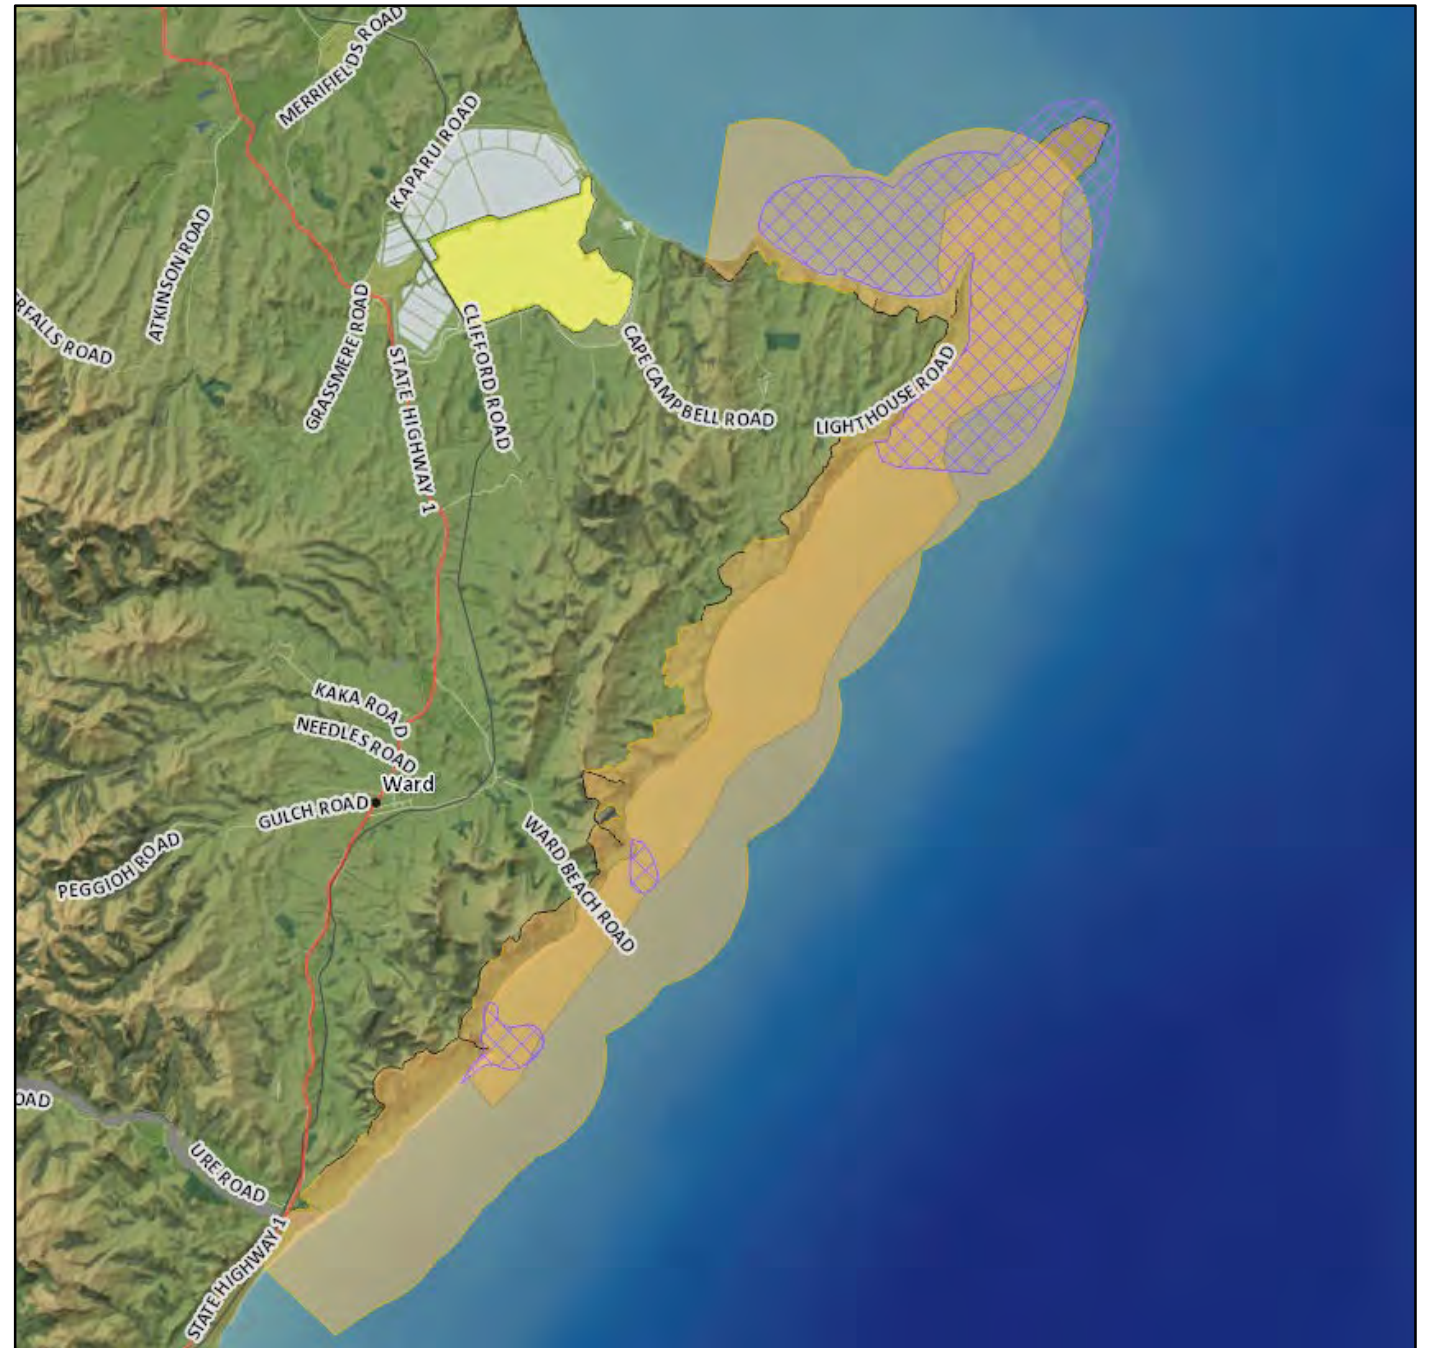 MERRIFIELDS ROAD
KAPARU ROAD
ATKINSON ROAD
RFALLS ROAD
GRASSMERE ROAD
STATE HIGHWAY 1
CLIFFORD ROAD
CAPE CAMPBELL ROAD
LIGHTHOUSE ROAD
KAKA ROAD
NEEDLES ROAD
Ward
GULCH ROAD
PEGGIOH ROAD
WARD BEACH ROAD
OAD
URE ROAD
STATE HIGHWAY 1